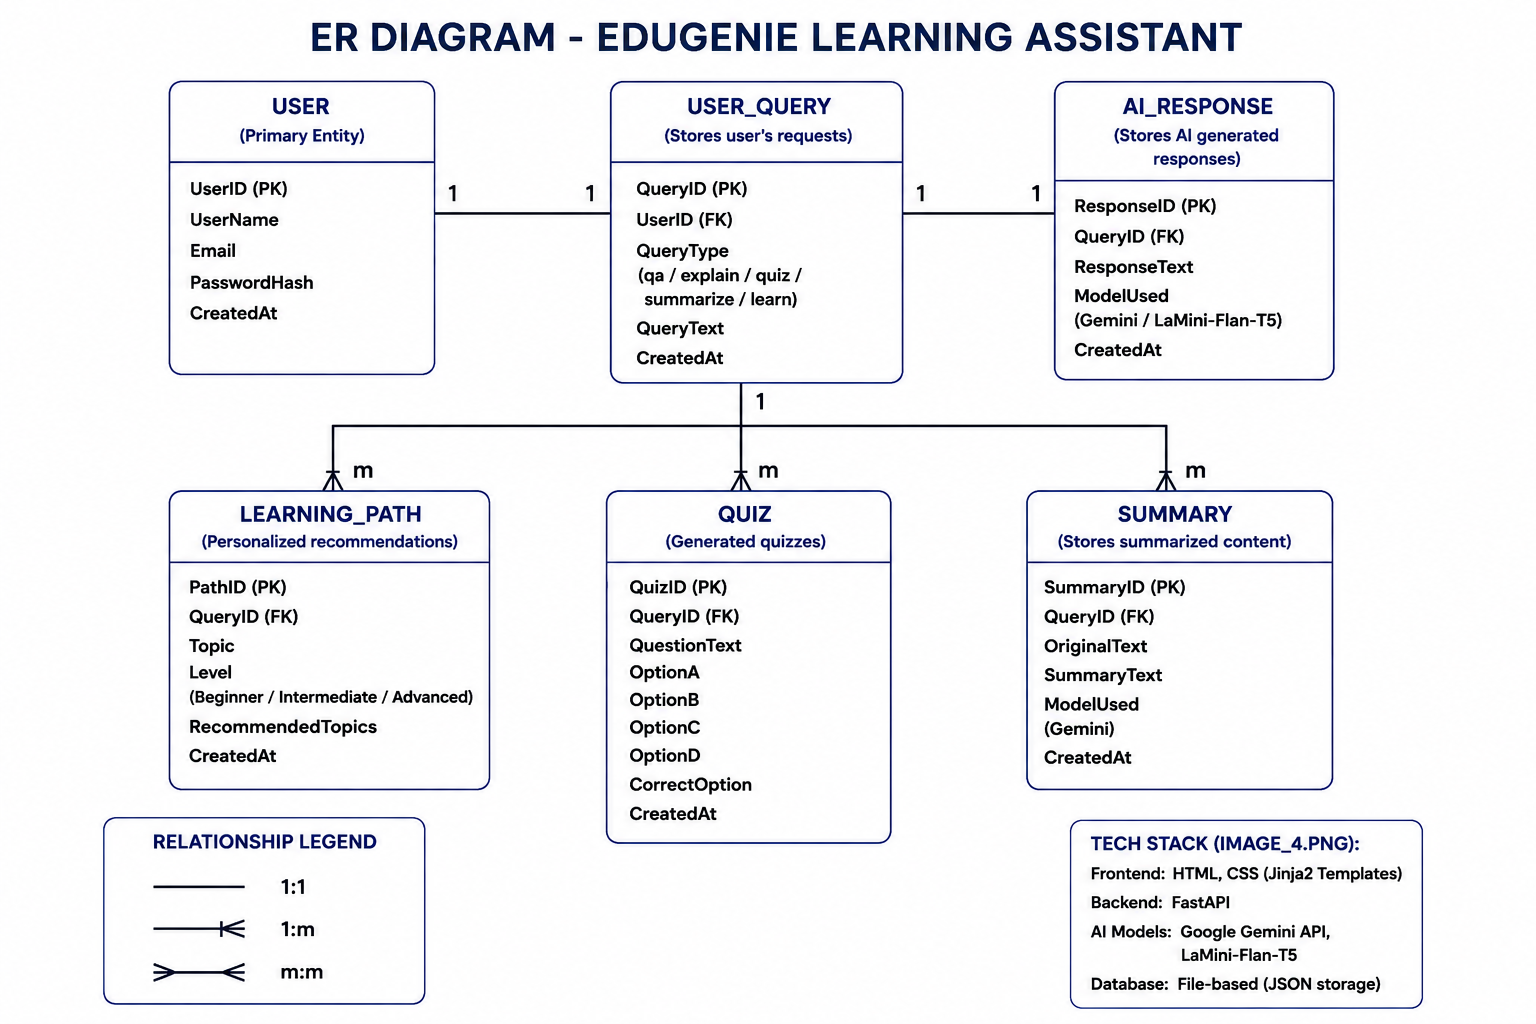 ER DIAGRAM - EDUGENIE LEARNING ASSISTANT
USER
(Primary Entity)
UserID (PK)
UserName
Email
PasswordHash
CreatedAt
1
1
USER_QUERY
(Stores user's requests)
QueryID (PK)
UserID (FK)
QueryType
(qa / explain / quiz /
summarize / learn)
QueryText
CreatedAt
1
1
AI_RESPONSE
(Stores AI generated
responses)
ResponseID (PK)
QueryID (FK)
ResponseText
ModelUsed
(Gemini / LaMini-Flan-T5)
CreatedAt
1
m
m
m
LEARNING_PATH
(Personalized recommendations)
PathID (PK)
QueryID (FK)
Topic
Level
(Beginner / Intermediate / Advanced)
RecommendedTopics
CreatedAt
QUIZ
(Generated quizzes)
QuizID (PK)
QueryID (FK)
QuestionText
OptionA
OptionB
OptionC
OptionD
CorrectOption
CreatedAt
SUMMARY
(Stores summarized content)
SummaryID (PK)
QueryID (FK)
OriginalText
SummaryText
ModelUsed
(Gemini)
CreatedAt
RELATIONSHIP LEGEND
1:1
1:m
m:m
TECH STACK (IMAGE_4.PNG):
Frontend: HTML, CSS (Jinja2 Templates)
Backend: FastAPI
AI Models: Google Gemini API,
LaMini-Flan-T5
Database: File-based (JSON storage)